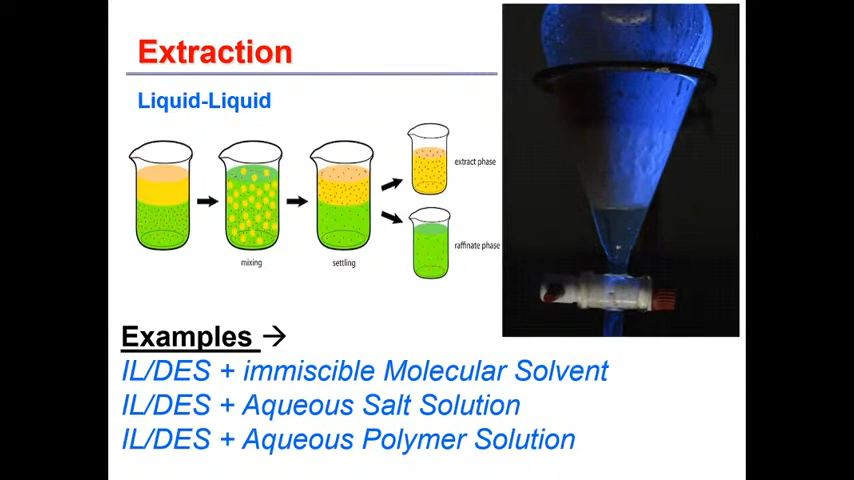 Extraction
Liquid-Liquid
extract phase
raffinate phase
mixing
settling
Examples →
IL/DES + immiscible Molecular Solvent
IL/DES + Aqueous Salt Solution
IL/DES + Aqueous Polymer Solution